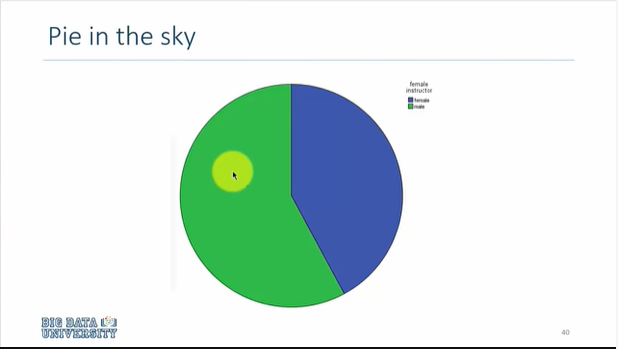 Pie in the sky
female
instructor
female
male
BIG DATA
UNIVERSITY
40